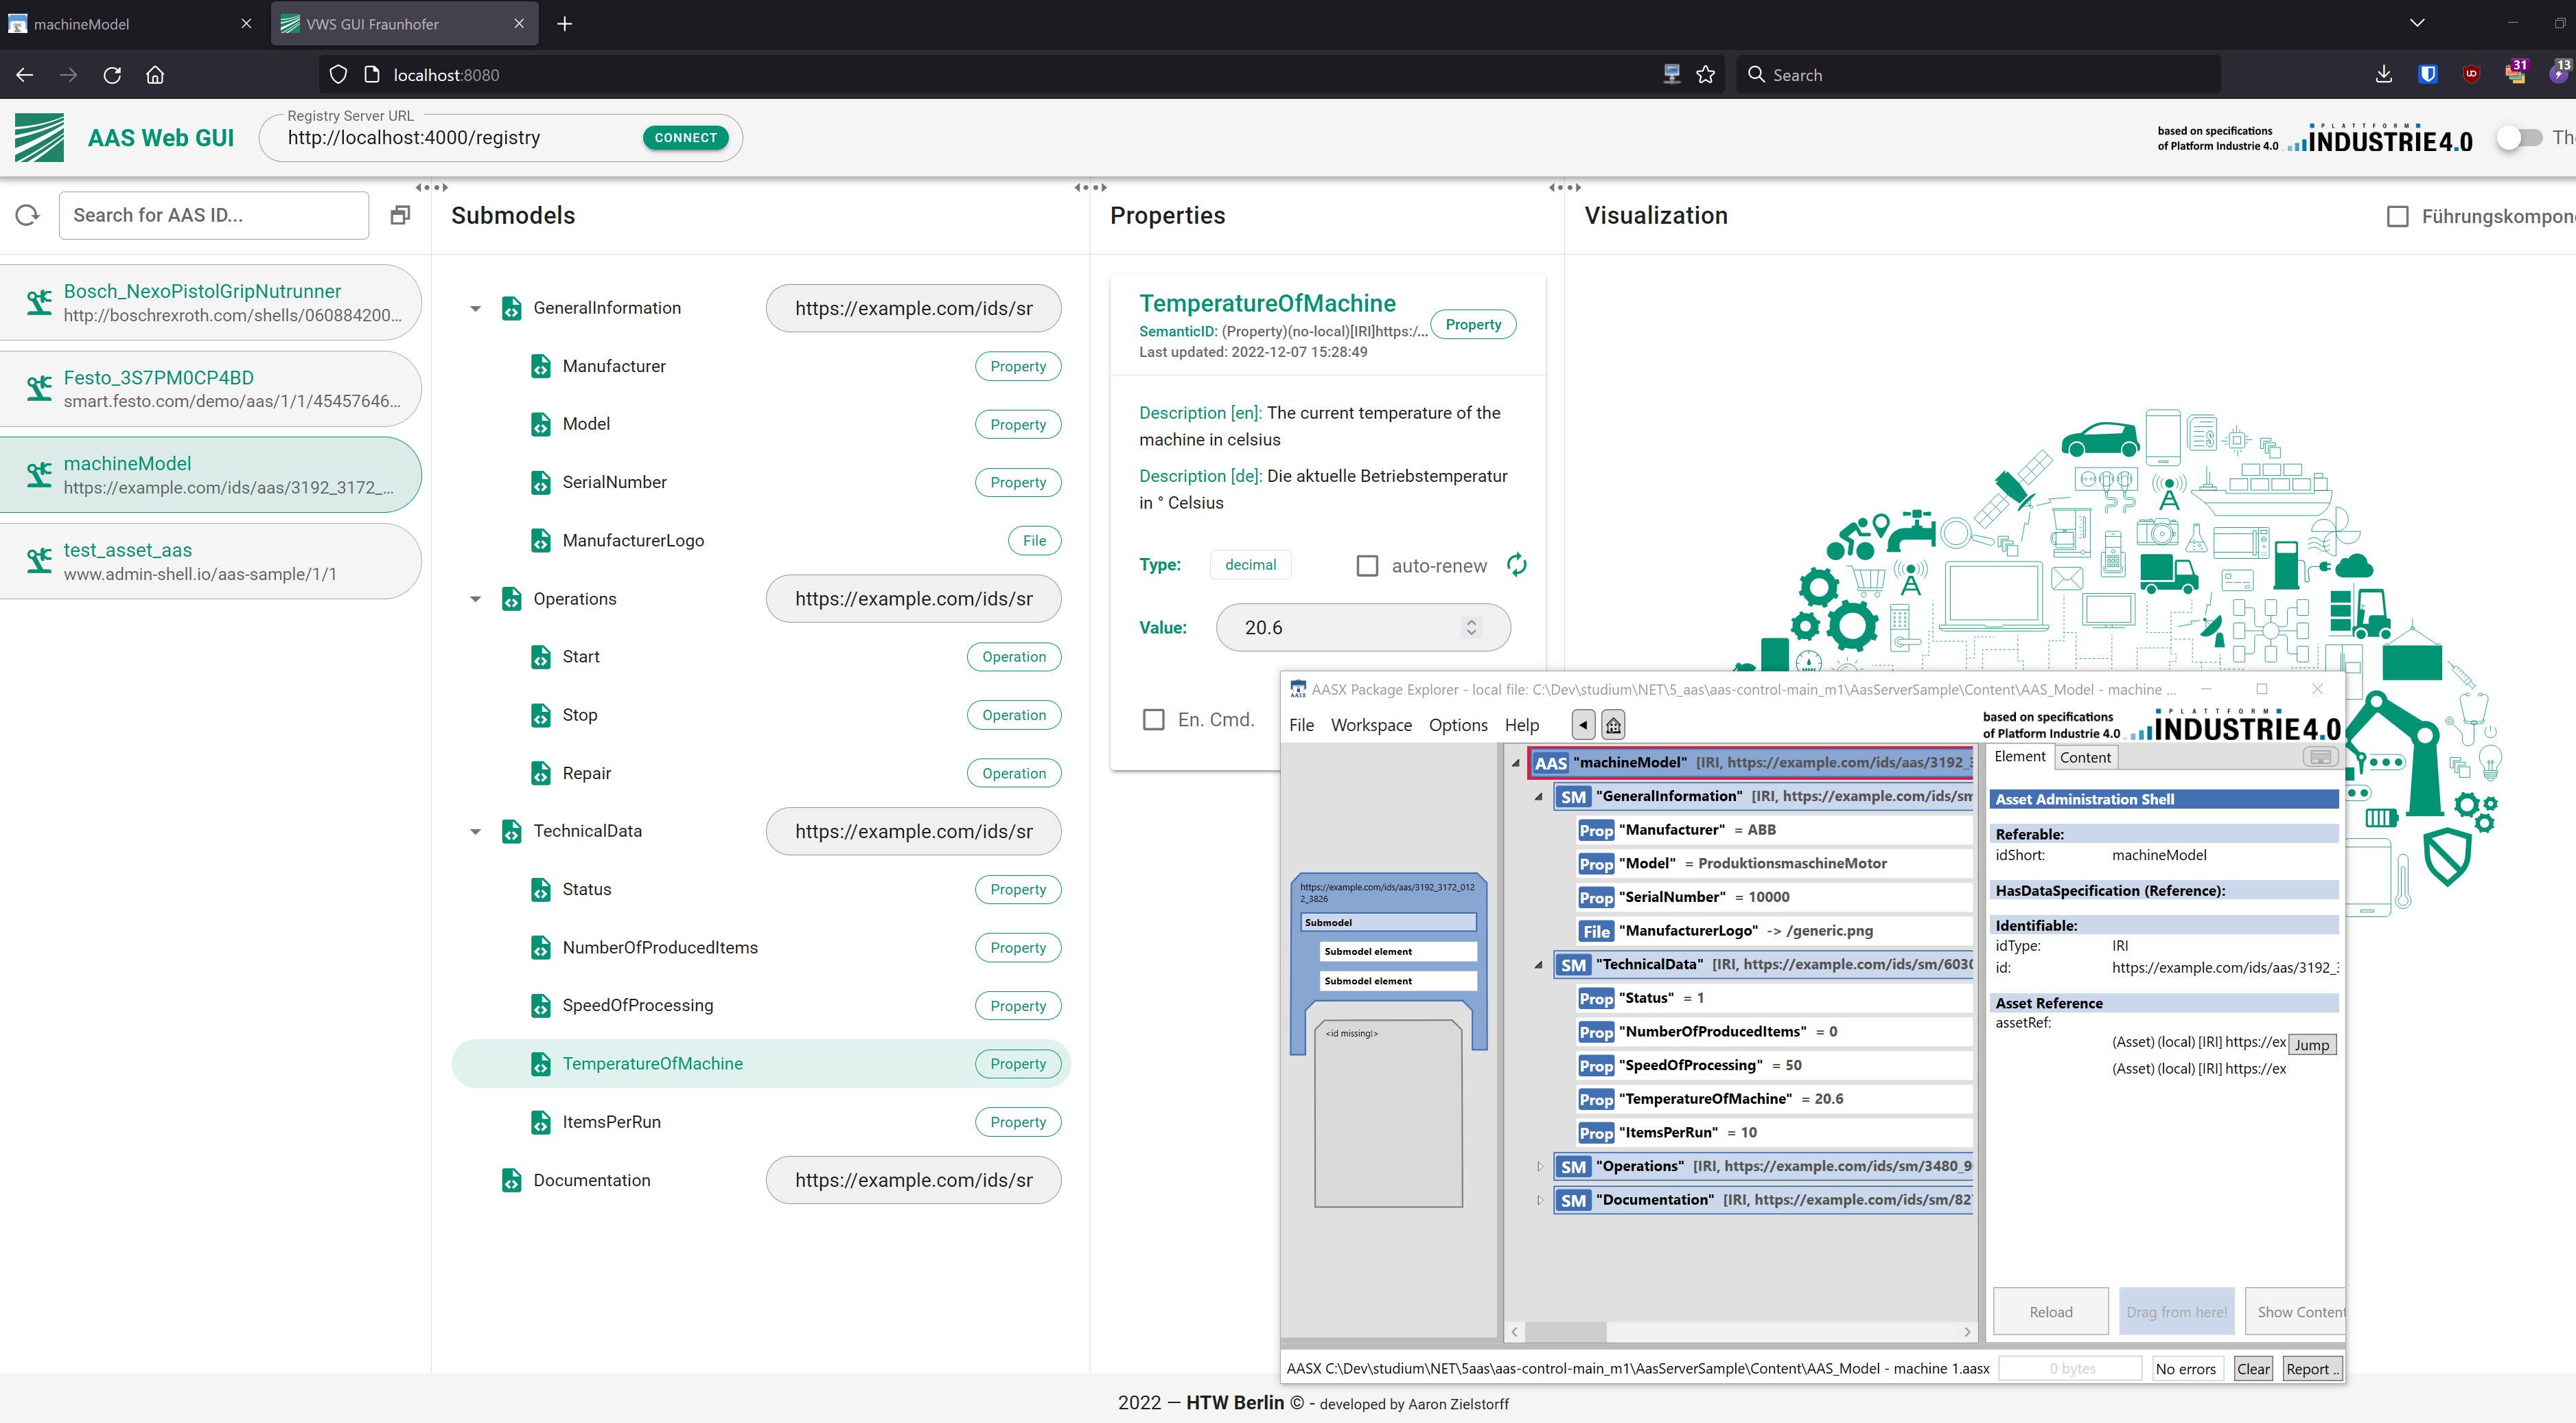 machineModel
VWS GUI Fraunhofer
localhost:8080
Search
31
13
AAS Web GUI
Registry Server URL
http://localhost:4000/registry
CONNECT
based on specifications
of Platform Industrie 4.0
PLATTFORM
INDUSTRIE4.0
Search for AAS ID...
Submodels
Properties
Visualization
Bosch_NexoPistolGripNutrunner
http://boschrexroth.com/shells/060884200...
Festo_3S7PM0CP4BD
smart.festo.com/demo/aas/1/1/45457646...
machineModel
https://example.com/ids/aas/3192_3172_...
test_asset_aas
www.admin-shell.io/aas-sample/1/1
GeneralInformation
https://example.com/ids/sr
Manufacturer
Property
Model
Property
SerialNumber
Property
ManufacturerLogo
File
Operations
https://example.com/ids/sr
Start
Operation
Stop
Operation
Repair
Operation
TechnicalData
https://example.com/ids/sr
Status
Property
NumberOfProducedItems
Property
SpeedOfProcessing
Property
TemperatureOfMachine
Property
ItemsPerRun
Property
Documentation
https://example.com/ids/sr
TemperatureOfMachine
SemanticID: (Property)(no-local)[IRI]https:/...
Property
Last updated: 2022-12-07 15:28:49
Description [en]: The current temperature of the
machine in celsius
Description [de]: Die aktuelle Betriebstemperatur
in ° Celsius
Type:
decimal
auto-renew
Value:
20.6
En. Cmd.
AASX Package Explorer - local file: C:\Dev\studium\NET\5_aas\aas-control-main_m1\AasServerSample\Content\AAS_Model - machine ...
File Workspace Options Help
based on specifications
of Platform Industrie 4.0
PLATTFORM
INDUSTRIE4.0
https://example.com/ids/aas/3192_3172_012
2_3826
Submodel
Submodel element
Submodel element
<id missing!>
AAS "machineModel" [IRI, https://example.com/ids/aas/3192_3
SM "GeneralInformation" [IRI, https://example.com/ids/sm
Prop "Manufacturer" = ABB
Prop "Model" = ProduktionsmaschineMotor
Prop "SerialNumber" = 10000
File "ManufacturerLogo" -> /generic.png
SM "TechnicalData" [IRI, https://example.com/ids/sm/6030
Prop "Status" = 1
Prop "NumberOfProducedItems" = 0
Prop "SpeedOfProcessing" = 50
Prop "TemperatureOfMachine" = 20.6
Prop "ItemsPerRun" = 10
SM "Operations" [IRI, https://example.com/ids/sm/3480_9
SM "Documentation" [IRI, https://example.com/ids/sm/82
Element Content
Asset Administration Shell
Referable:
idShort: machineModel
HasDataSpecification (Reference):
Identifiable:
idType: IRI
id: https://example.com/ids/aas/3192_
Asset Reference
assetRef:
(Asset) (local) [IRI] https://ex Jump
(Asset) (local) [IRI] https://ex
Reload
Drag from here!
Show Content
AASX C:\Dev\studium\NET\5aas\aas-control-main_m1\AasServerSample\Content\AAS_Model - machine 1.aasx
0 bytes
No errors
Clear
Report ..
2022 — HTW Berlin © - developed by Aaron Zielstorff